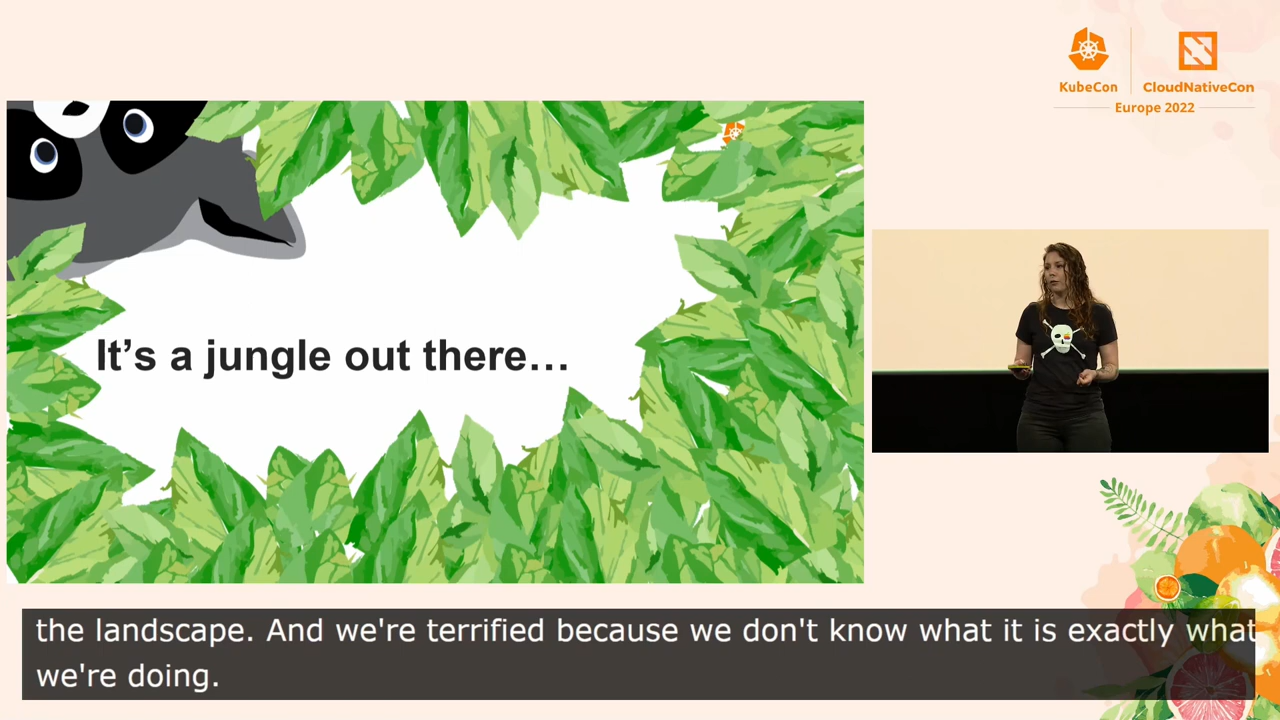 KubeCon
CloudNativeCon
Europe 2022
It's a jungle out there…
the landscape. And we're terrified because we don't know what it is exactly what
we're doing.